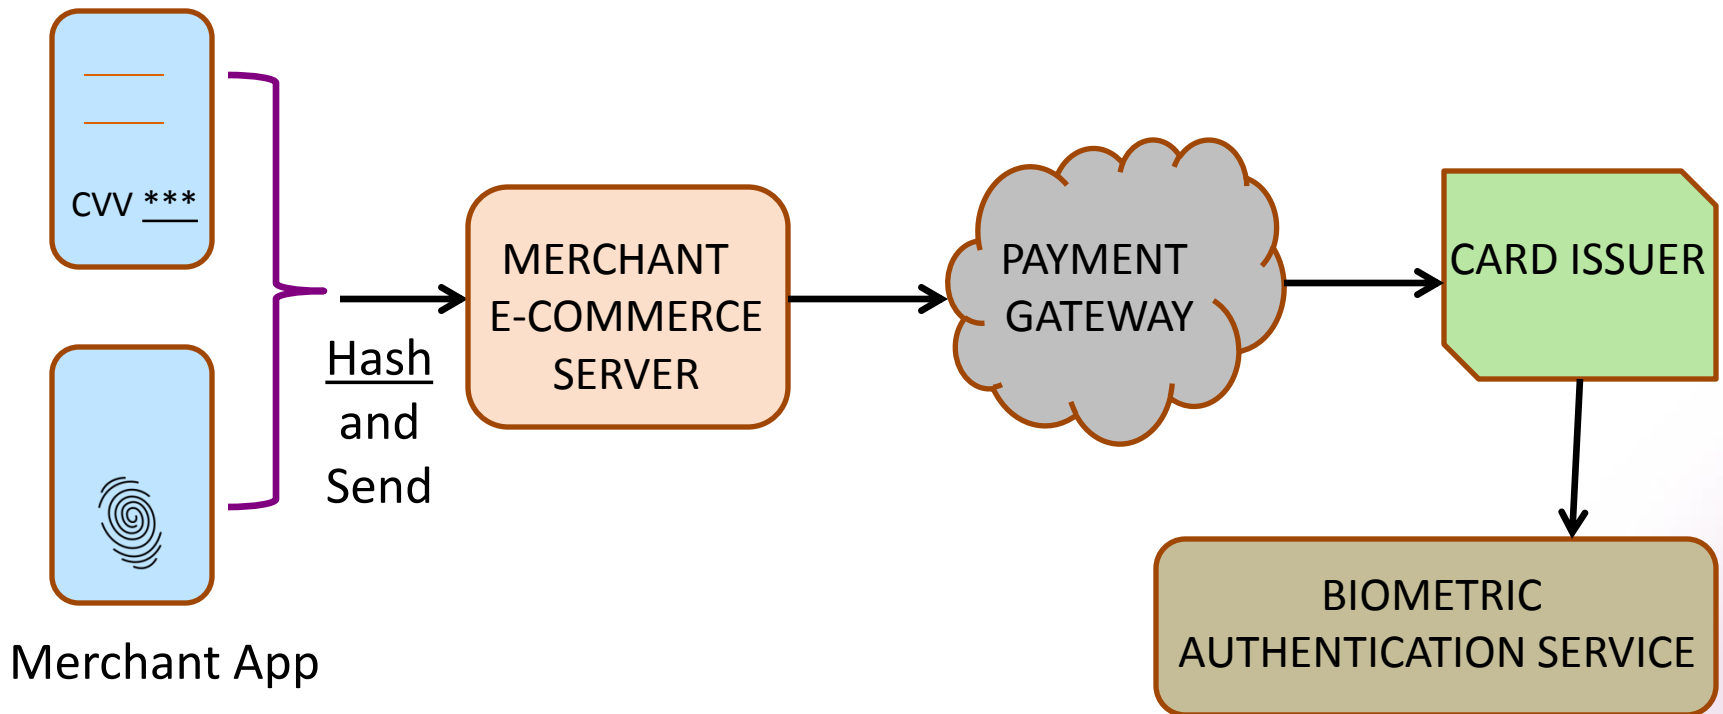 CVV ***
Merchant App
Hash
and
Send
MERCHANT
E-COMMERCE
SERVER
PAYMENT
GATEWAY
CARD ISSUER
BIOMETRIC
AUTHENTICATION SERVICE